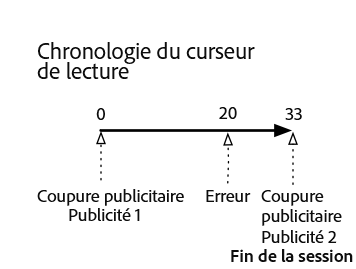 Chronologie du curseur
de lecture
0 20 33
Coupure publicitaire
Publicité 1
Erreur
Coupure
publicitaire
Publicité 2
Fin de la session